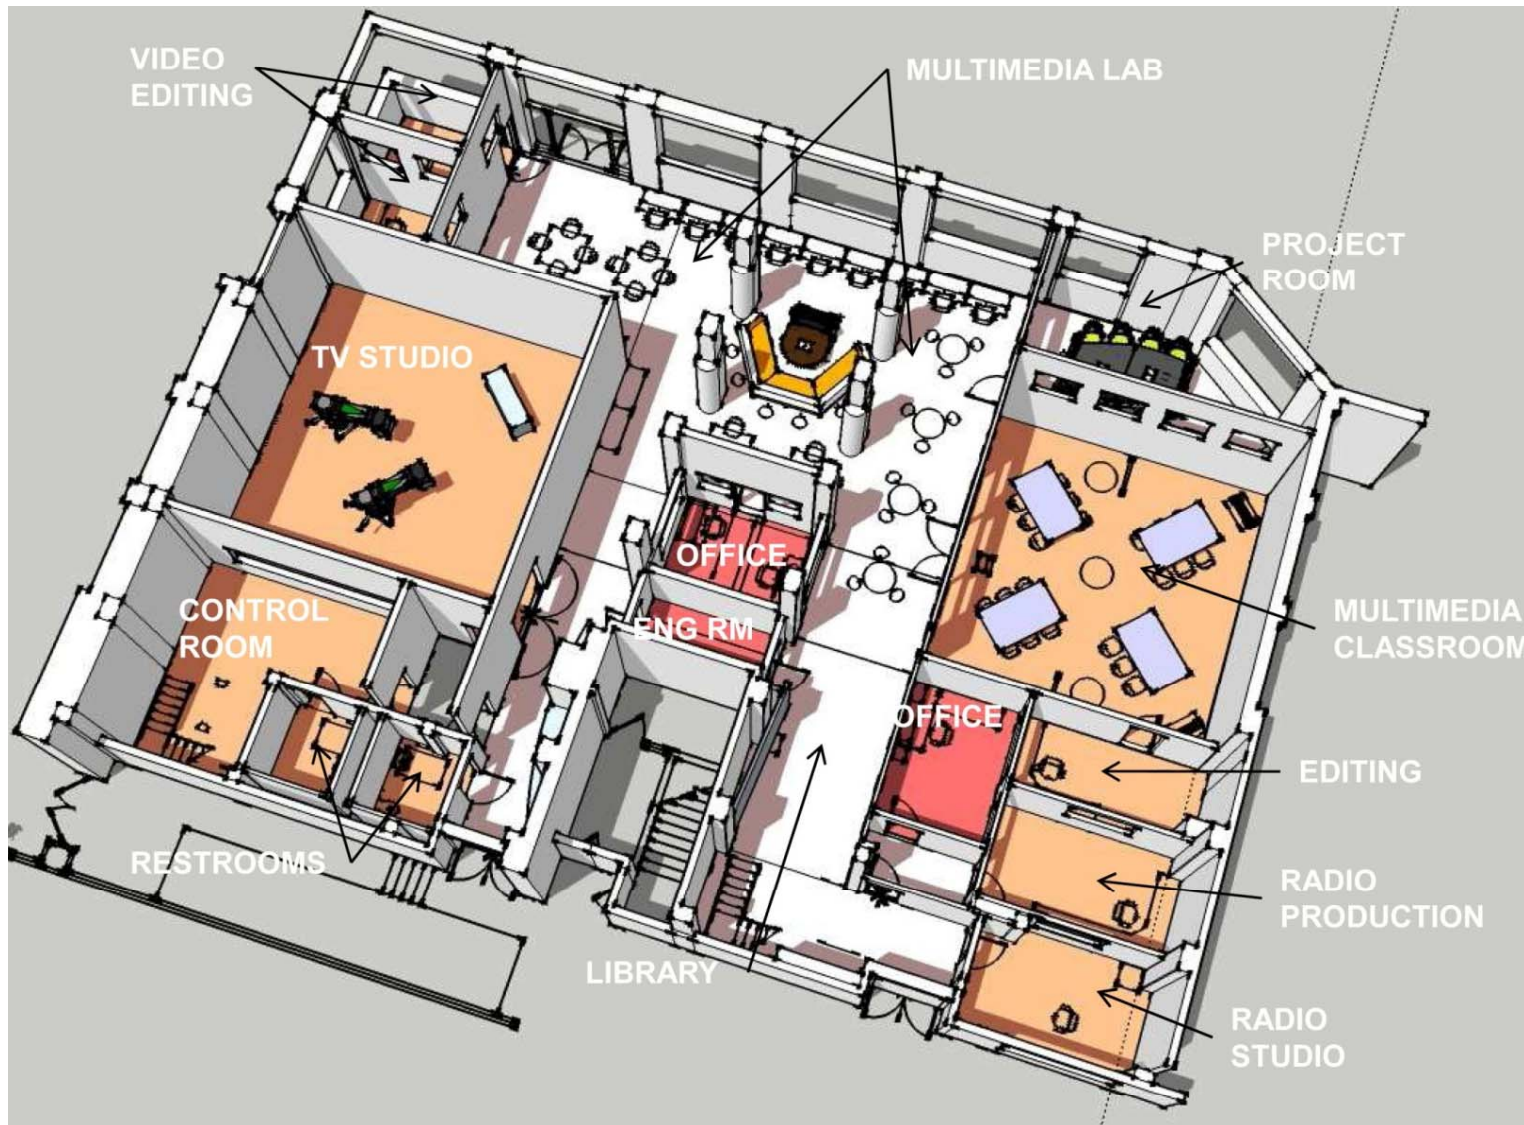 VIDEO
EDITING
MULTIMEDIA LAB
PROJECT
ROOM
TV STUDIO
OFFICE
CONTROL
ROOM
ENG RM
MULTIMEDIA
CLASSROOM
OFFICE
EDITING
RESTROOMS
RADIO
PRODUCTION
LIBRARY
RADIO
STUDIO